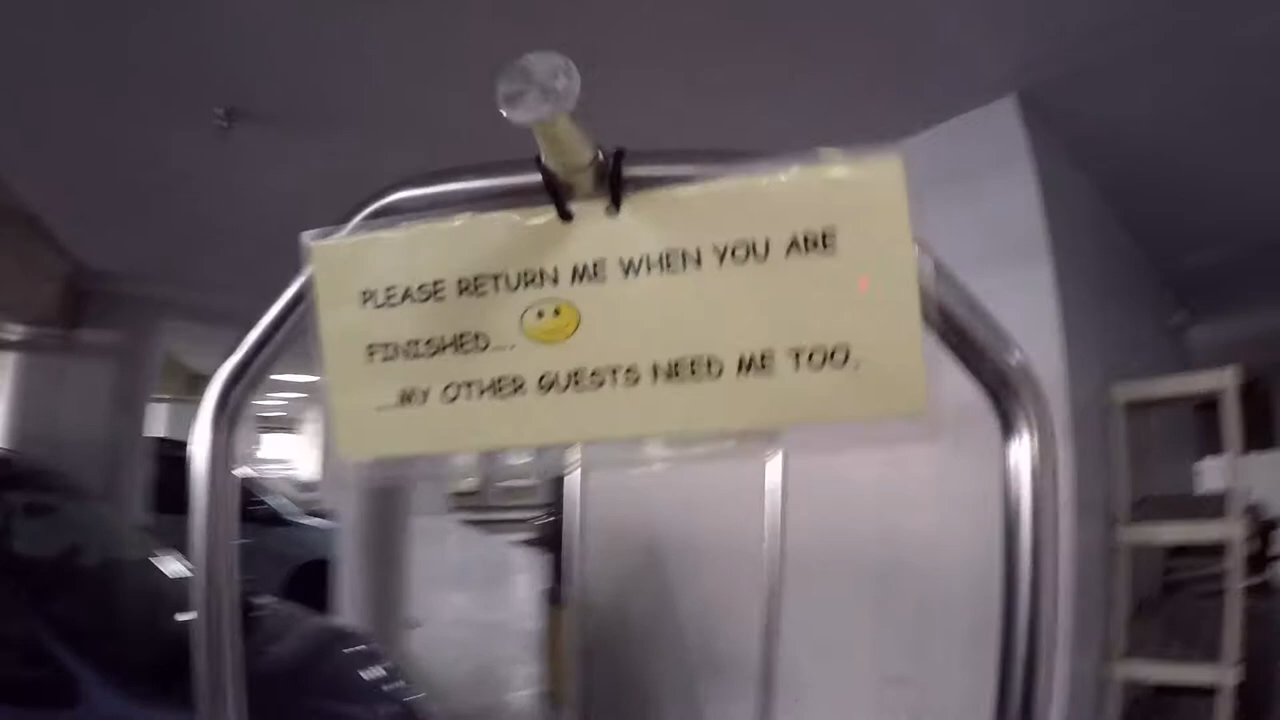 PLEASE RETURN ME WHEN YOU ARE
FINISHED...
...MY OTHER GUESTS NEED ME TOO.